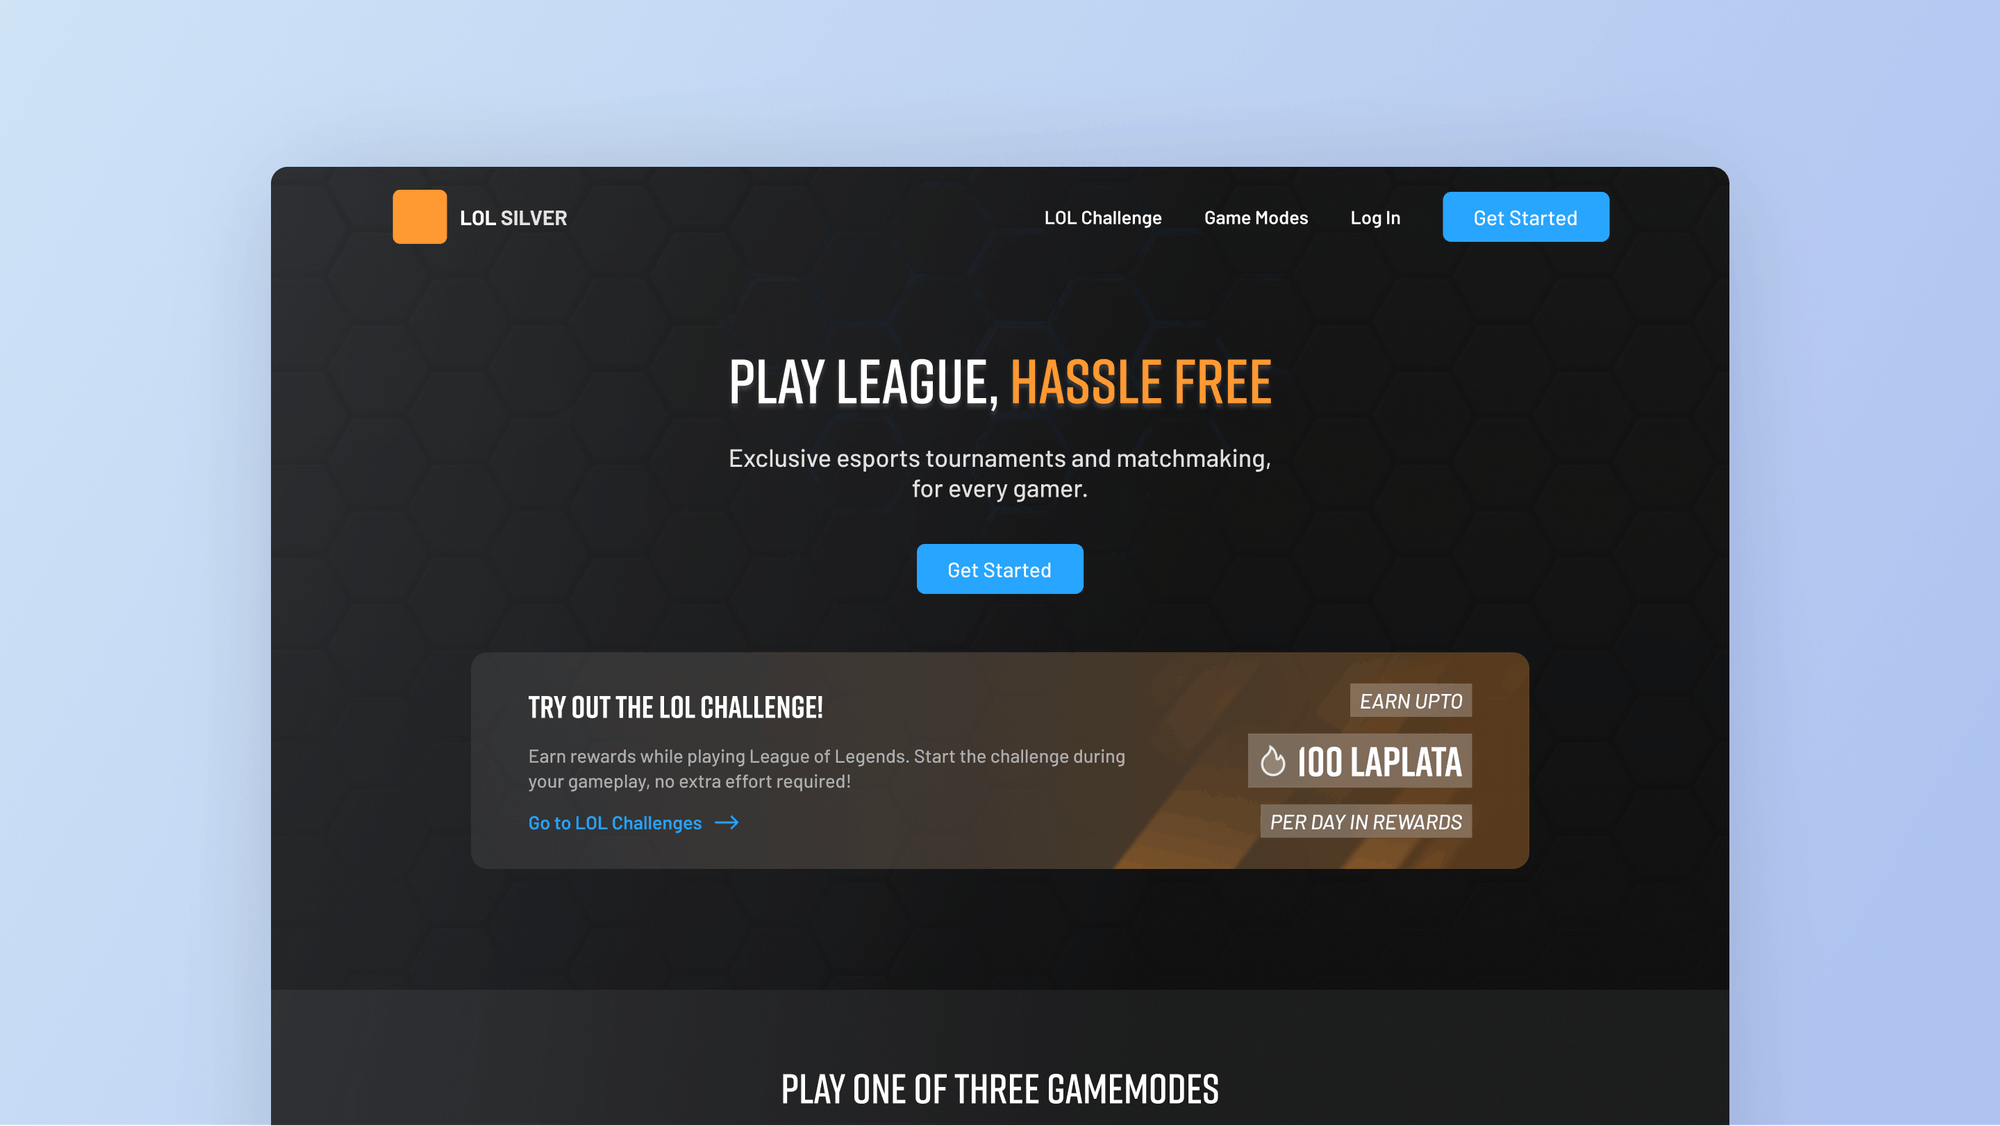 LOL SILVER
LOL Challenge
Game Modes
Log In
Get Started
PLAY LEAGUE, HASSLE FREE
Exclusive esports tournaments and matchmaking,
for every gamer.
Get Started
TRY OUT THE LOL CHALLENGE!
Earn rewards while playing League of Legends. Start the challenge during
your gameplay, no extra effort required!
Go to LOL Challenges
EARN UPTO
100 LAPLATA
PER DAY IN REWARDS
PLAY ONE OF THREE GAMEMODES